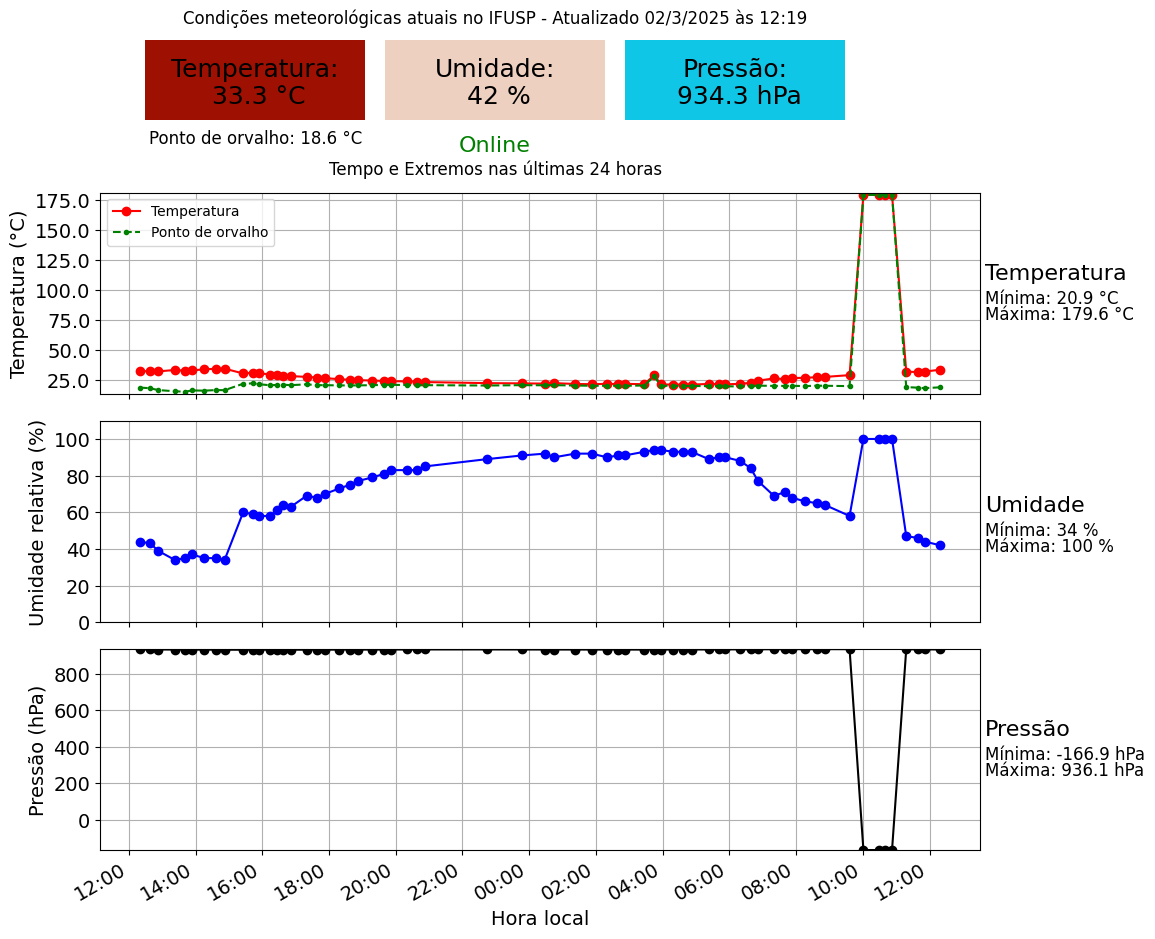 Condições meteorológicas atuais no IFUSP - Atualizado 02/3/2025 às 12:19
Temperatura:
33.3 °C
Umidade:
42 %
Pressão:
934.3 hPa
Ponto de orvalho: 18.6 °C
Online
Tempo e Extremos nas últimas 24 horas
Temperatura (°C)
175.0
150.0
125.0
100.0
75.0
50.0
25.0
Temperatura
Ponto de orvalho
Temperatura
Mínima: 20.9 °C
Máxima: 179.6 °C
Umidade relativa (%)
100
80
60
40
20
0
Umidade
Mínima: 34 %
Máxima: 100 %
Pressão (hPa)
800
600
400
200
0
Pressão
Mínima: -166.9 hPa
Máxima: 936.1 hPa
12:00
14:00
16:00
18:00
20:00
22:00
00:00
02:00
04:00
06:00
08:00
10:00
12:00
Hora local